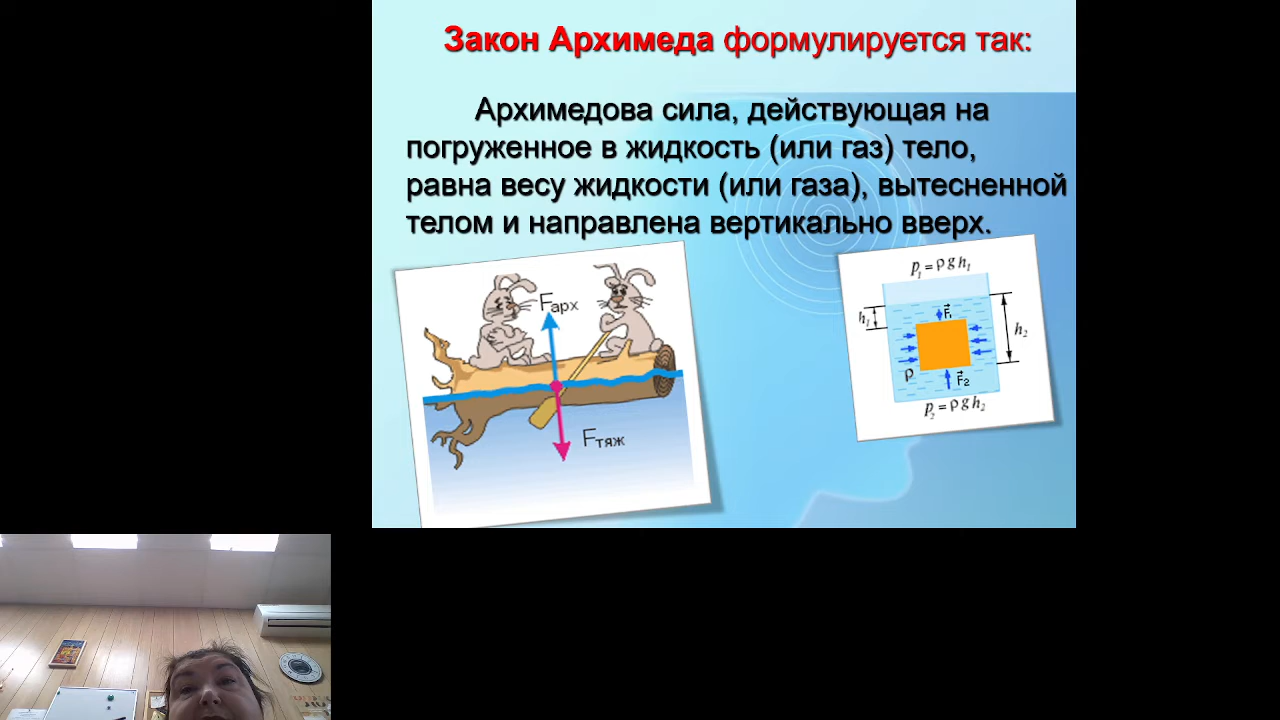 Закон Архимеда формулируется так:
Архимедова сила, действующая на
погруженное в жидкость (или газ) тело,
равна весу жидкости (или газа), вытесненной
телом и направлена вертикально вверх.
Fарх
Fтяж
p₁ = ρgh₁
h₁
F₁
h₂
P
F₂
p₂ = ρgh₂